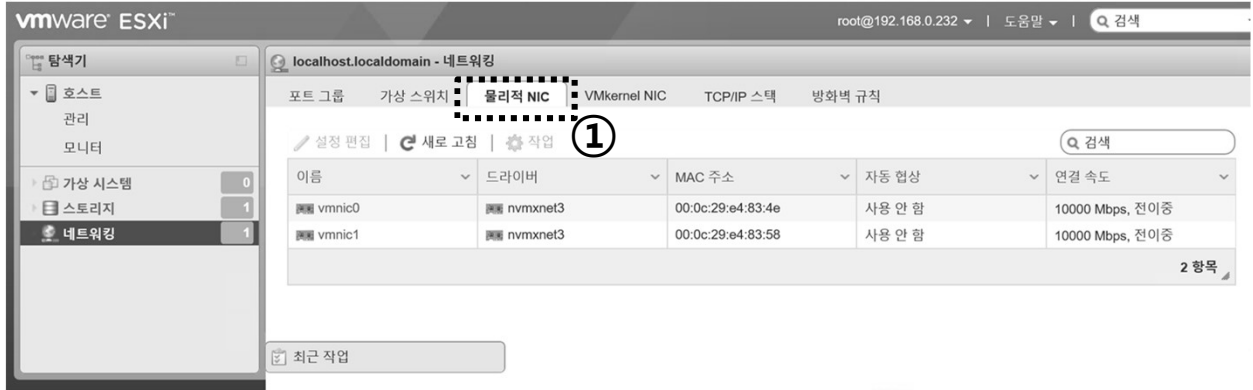 vmware ESXi™
root@192.168.0.232 | 도움말 | 검색
탐색기
localhost.localdomain - 네트워킹
호스트
관리
모니터
가상 시스템 0
스토리지 1
네트워킹 1
포트 그룹 가상 스위치 물리적 NIC VMkernel NIC TCP/IP 스택 방화벽 규칙
①
설정 편집 | 새로 고침 | 작업 검색
이름 드라이버 MAC 주소 자동 협상 연결 속도
vmnic0 nvmxnet3 00:0c:29:e4:83:4e 사용 안 함 10000 Mbps, 전이중
vmnic1 nvmxnet3 00:0c:29:e4:83:58 사용 안 함 10000 Mbps, 전이중
2 항목
최근 작업